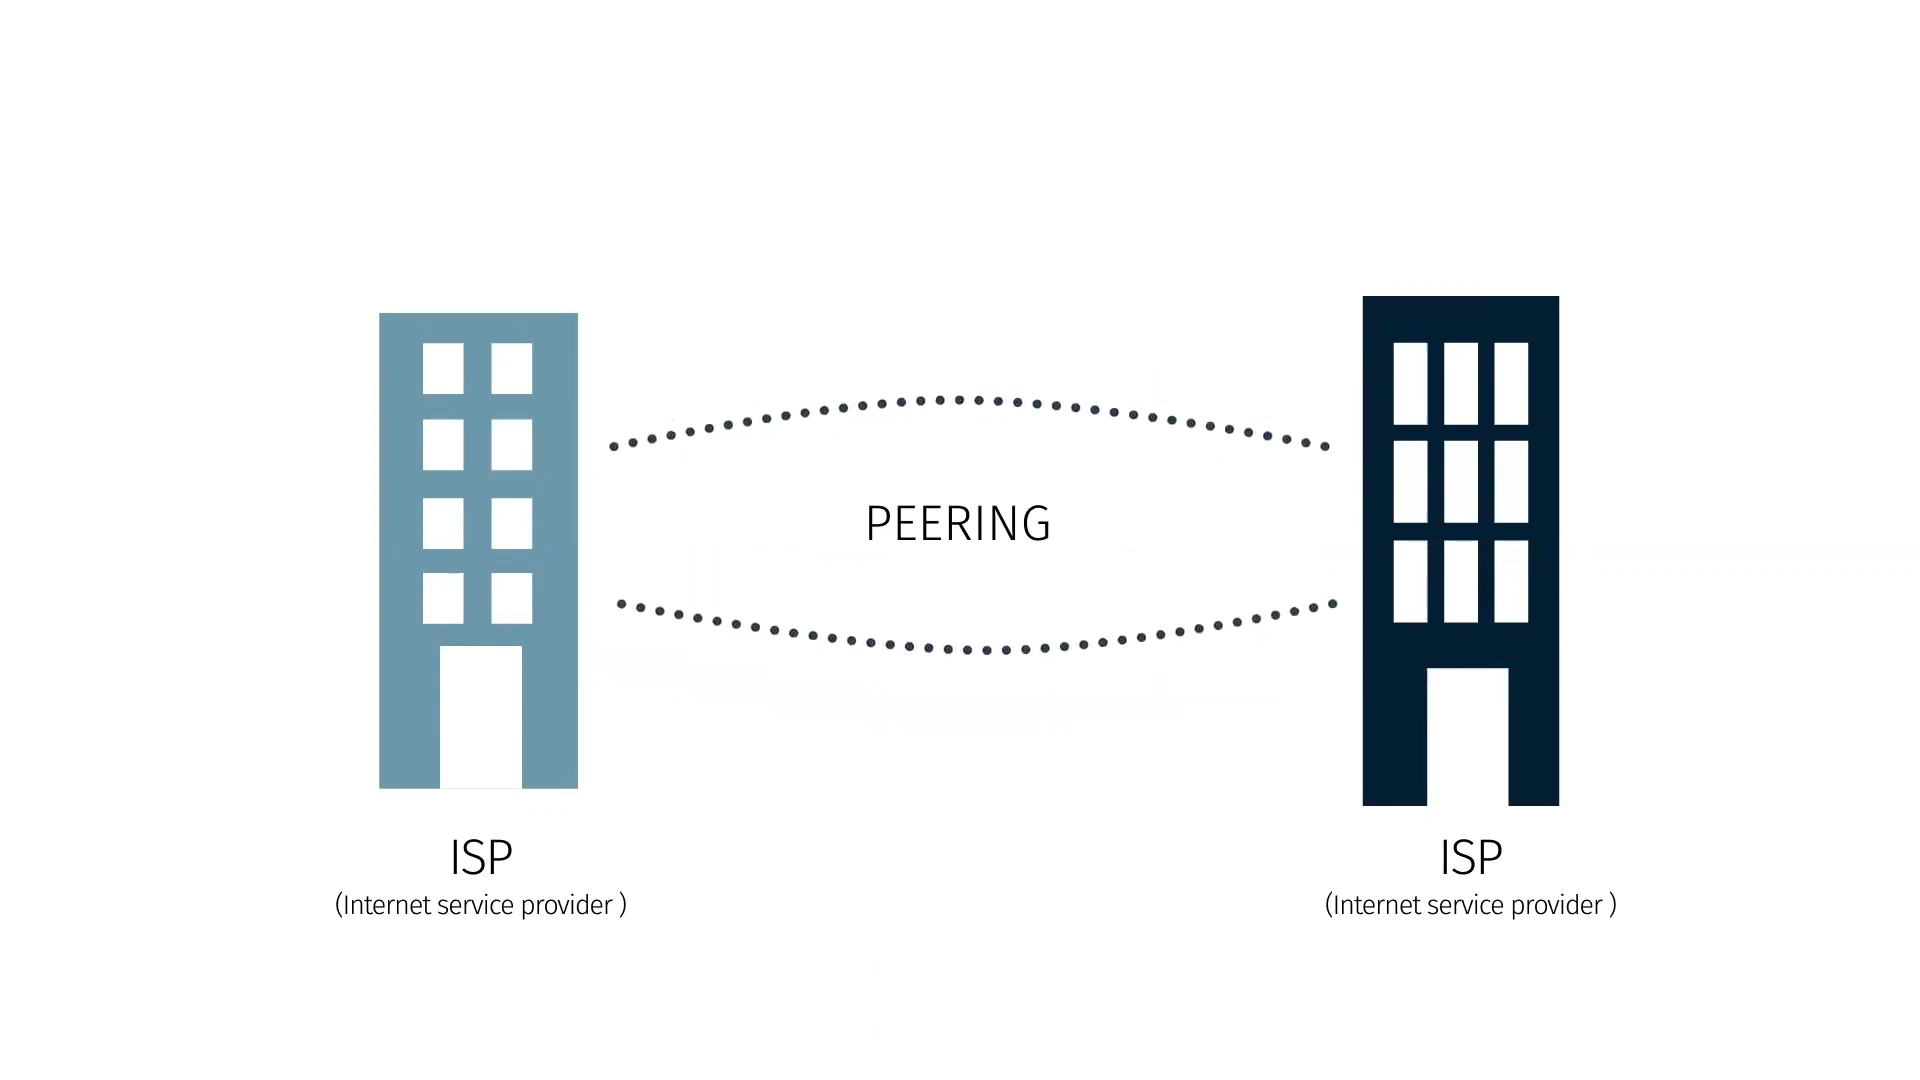 PEERING
ISP
(Internet service provider )
ISP
(Internet service provider )